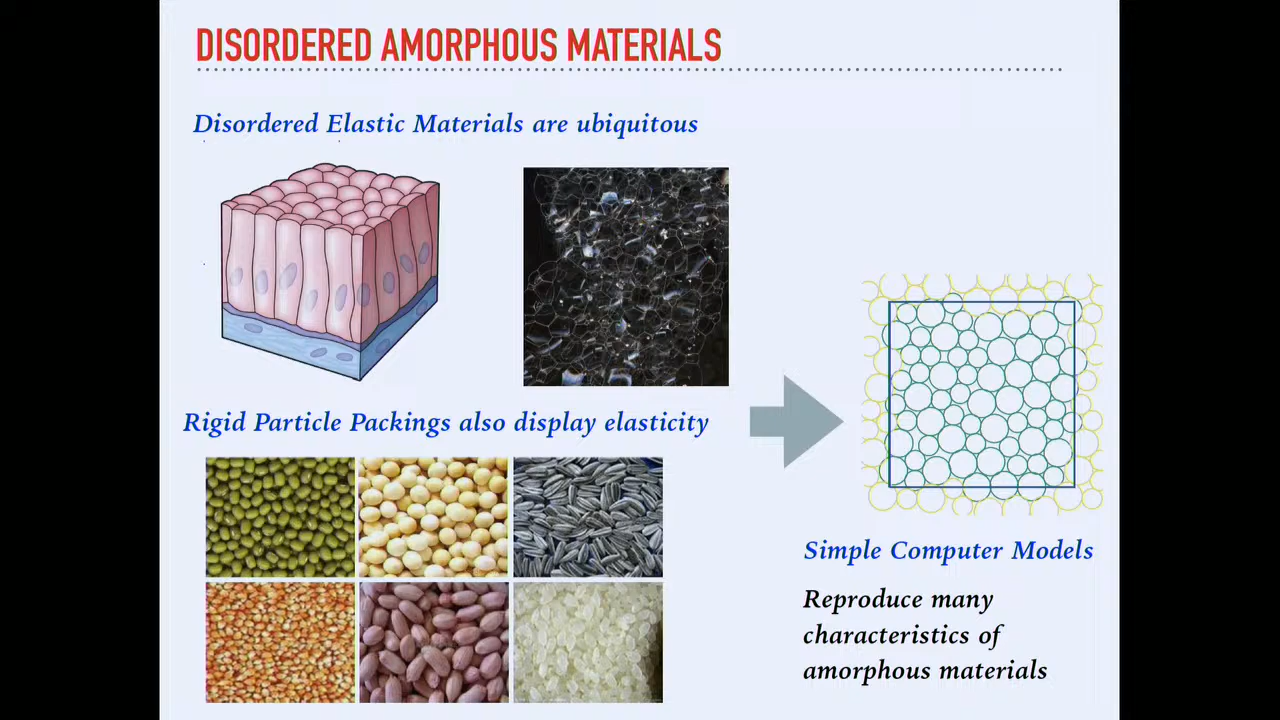 DISORDERED AMORPHOUS MATERIALS
Disordered Elastic Materials are ubiquitous
Rigid Particle Packings also display elasticity
Simple Computer Models
Reproduce many
characteristics of
amorphous materials